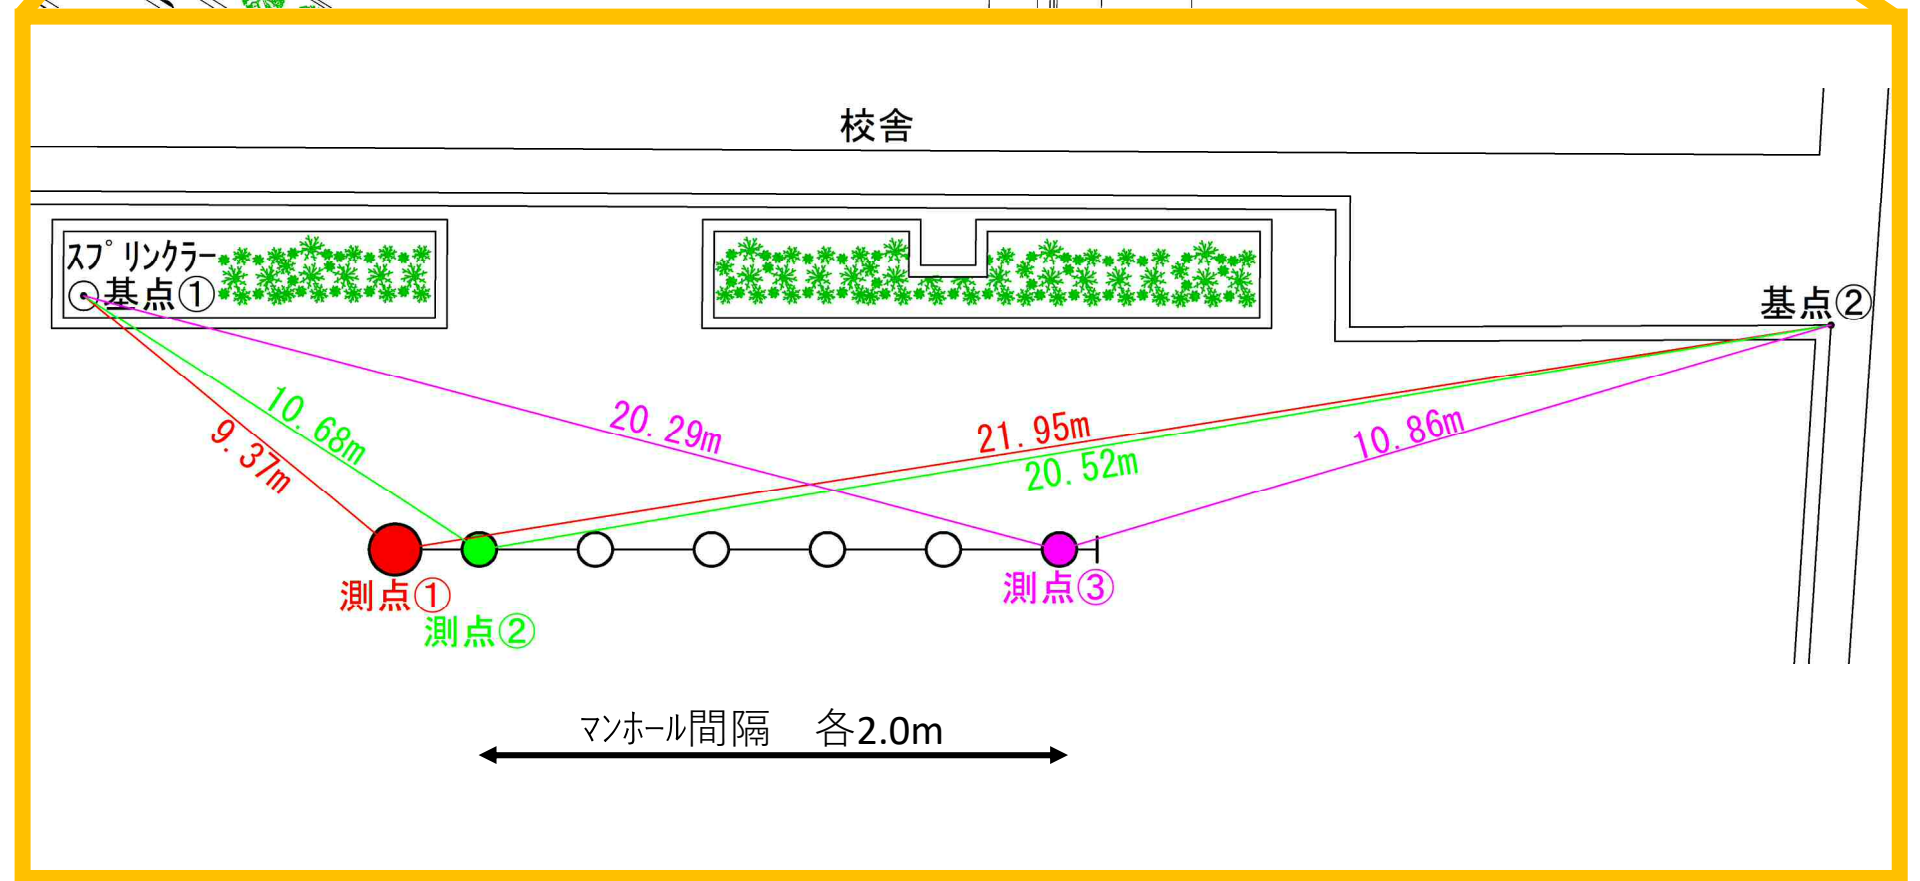 校舎
スプリンクラー
基点①
基点②
10.68m
9.37m
20.29m
21.95m
20.52m
10.86m
測点①
測点②
測点③
マンホール間隔　各2.0m